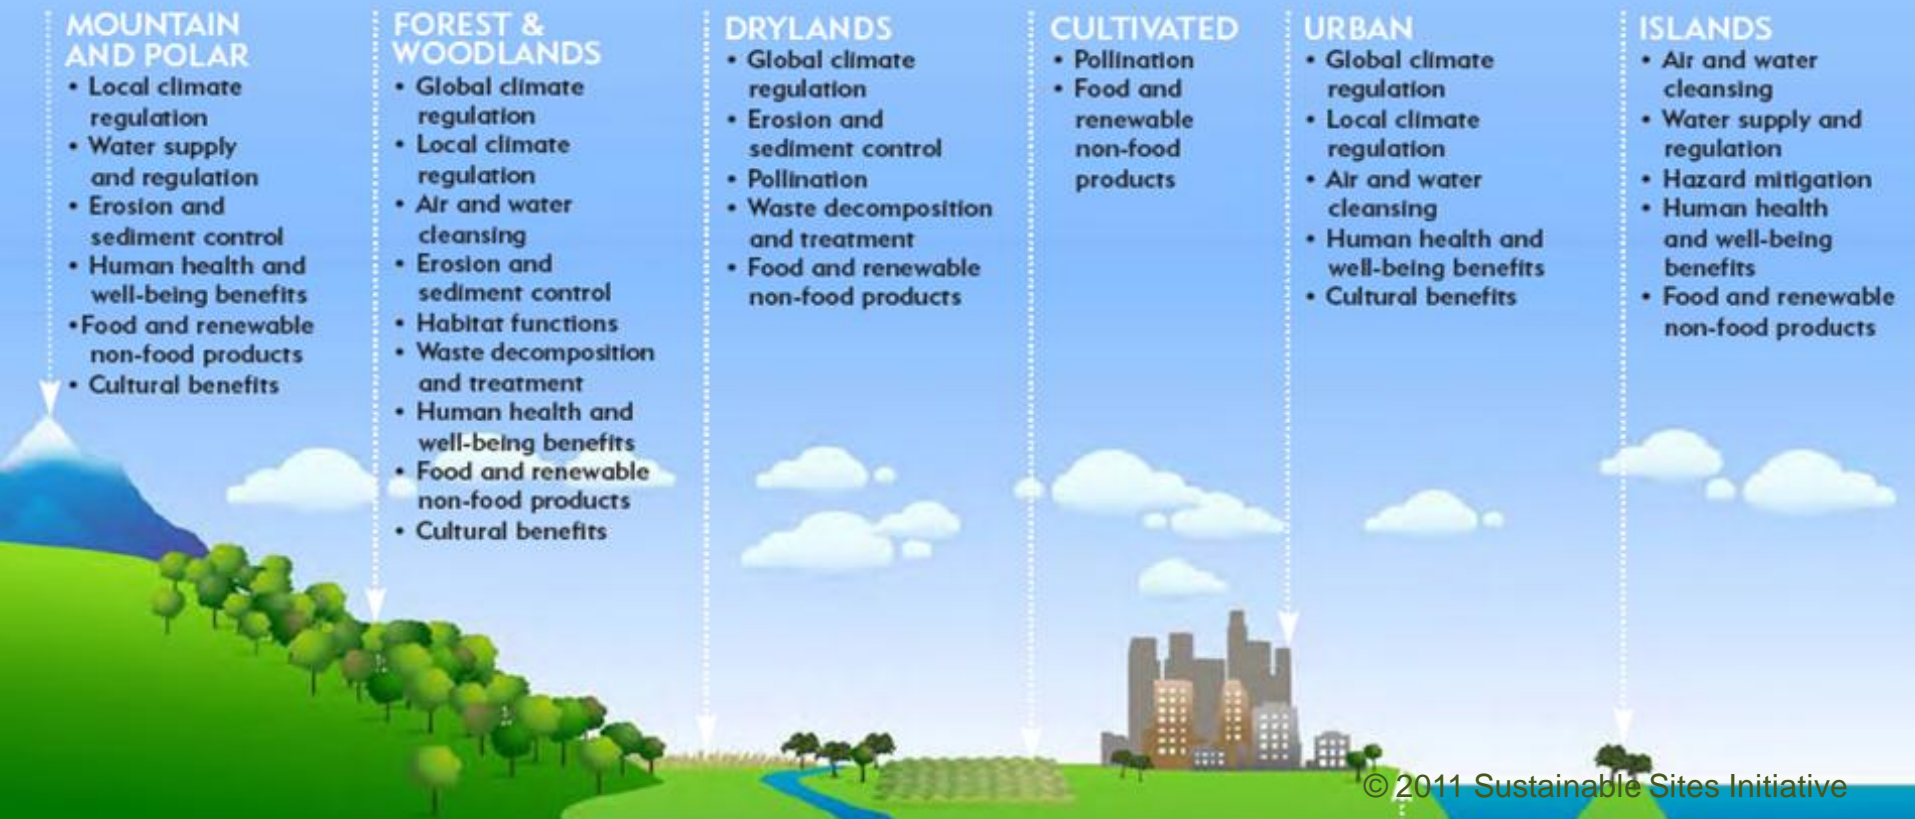 MOUNTAIN
AND POLAR
• Local climate
regulation
• Water supply
and regulation
• Erosion and
sediment control
• Human health and
well-being benefits
•Food and renewable
non-food products
• Cultural benefits
FOREST &
WOODLANDS
• Global climate
regulation
• Local climate
regulation
• Air and water
cleansing
• Erosion and
sediment control
• Habitat functions
• Waste decomposition
and treatment
• Human health and
well-being benefits
• Food and renewable
non-food products
• Cultural benefits
DRYLANDS
• Global climate
regulation
• Erosion and
sediment control
• Pollination
• Waste decomposition
and treatment
• Food and renewable
non-food products
CULTIVATED
• Pollination
• Food and
renewable
non-food
products
URBAN
• Global climate
regulation
• Local climate
regulation
• Air and water
cleansing
• Human health and
well-being benefits
• Cultural benefits
ISLANDS
• Air and water
cleansing
• Water supply and
regulation
• Hazard mitigation
• Human health
and well-being
benefits
• Food and renewable
non-food products
© 2011 Sustainable Sites Initiative